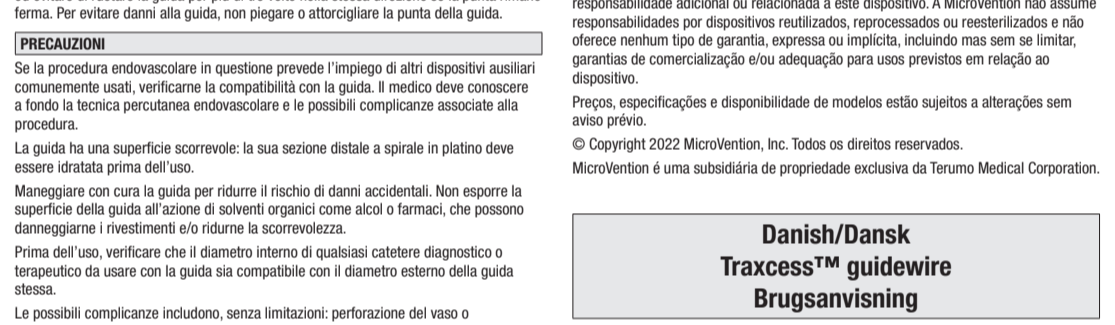 ferma. Per evitare danni alla guida, non piegare o attorcigliare la punta della guida.
PRECAUZIONI
Se la procedura endovascolare in questione prevede l'impiego di altri dispositivi ausiliari
comunemente usati, verificarne la compatibilità con la guida. Il medico deve conoscere
a fondo la tecnica percutanea endovascolare e le possibili complicanze associate alla
procedura.
La guida ha una superficie scorrevole: la sua sezione distale a spirale in platino deve
essere idratata prima dell'uso.
Maneggiare con cura la guida per ridurre il rischio di danni accidentali. Non esporre la
superficie della guida all'azione di solventi organici come alcol o farmaci, che possono
danneggiarne i rivestimenti e/o ridurne la scorrevolezza.
Prima dell'uso, verificare che il diametro interno di qualsiasi catetere diagnostico o
terapeutico da usare con la guida sia compatibile con il diametro esterno della guida
stessa.
Le possibili complicanze includono, senza limitazioni: perforazione del vaso o
responsabilidade adicional ou relacionada a este dispositivo. A MicroVention não assume
responsabilidades por dispositivos reutilizados, reprocessados ou reesterilizados e não
oferece nenhum tipo de garantia, expressa ou implícita, incluindo mas sem se limitar,
garantias de comercialização e/ou adequação para usos previstos em relação ao
dispositivo.
Preços, especificações e disponibilidade de modelos estão sujeitos a alterações sem
aviso prévio.
© Copyright 2022 MicroVention, Inc. Todos os direitos reservados.
MicroVention é uma subsidiária de propriedade exclusiva da Terumo Medical Corporation.
Danish/Dansk
Traxcess™ guidewire
Brugsanvisning